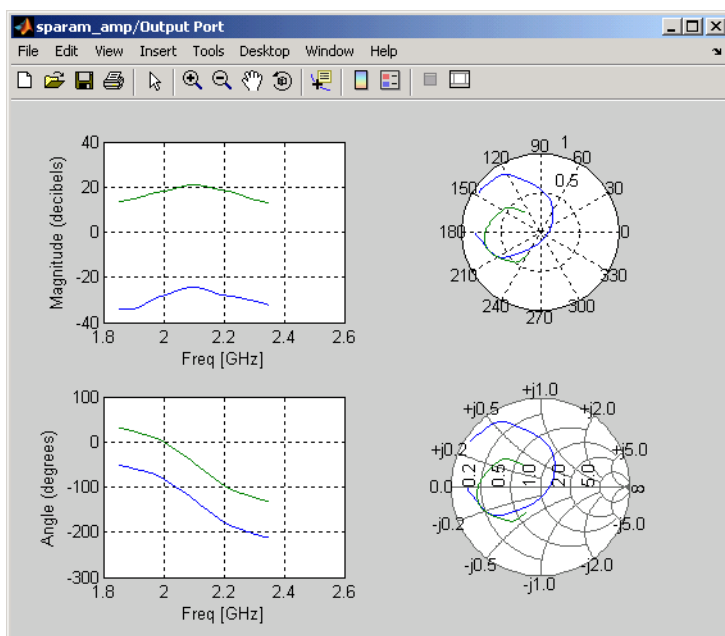 sparam_amp/Output Port
File Edit View Insert Tools Desktop Window Help
40
20
0
-20
-40
Magnitude (decibels)
1.8 2 2.2 2.4 2.6
Freq [GHz]
90 1
120 60
150 0.5 30
180 0
210 330
240 300
270
100
0
-100
-200
-300
Angle (degrees)
1.8 2 2.2 2.4 2.6
Freq [GHz]
+j1.0
+j0.5 +j2.0
+j0.2 +j5.0
0.0 0.2 0.5 1.0 2.0 5.0 ∞
-j0.2 -j5.0
-j0.5 -j2.0
-j1.0